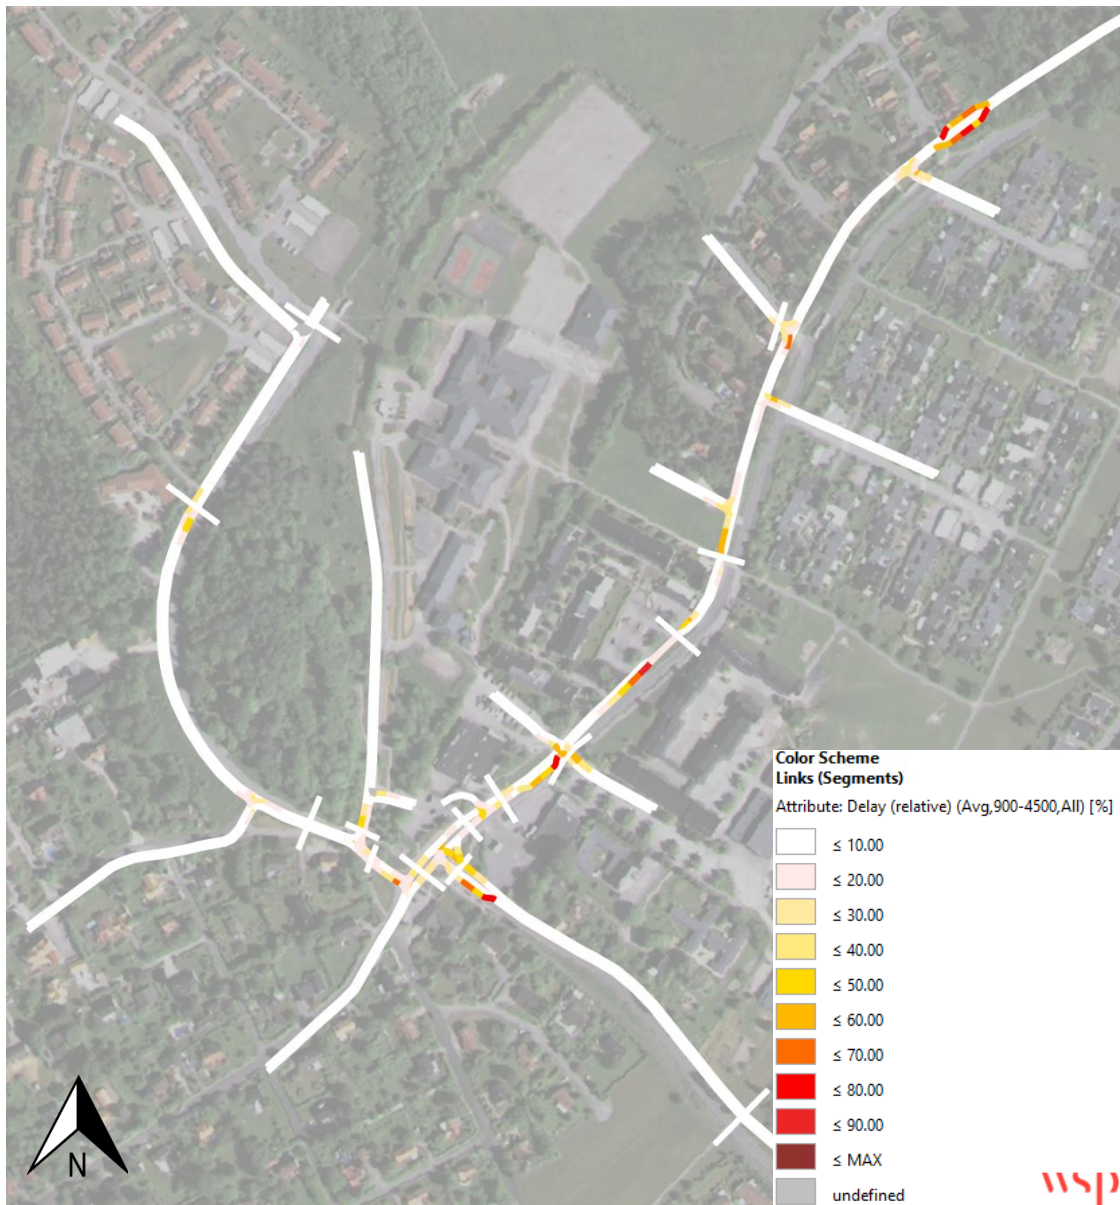 Color Scheme
Links (Segments)
Attribute: Delay (relative) (Avg,900-4500,All) [%]
≤ 10.00
≤ 20.00
≤ 30.00
≤ 40.00
≤ 50.00
≤ 60.00
≤ 70.00
≤ 80.00
≤ 90.00
≤ MAX
undefined
N
wsp